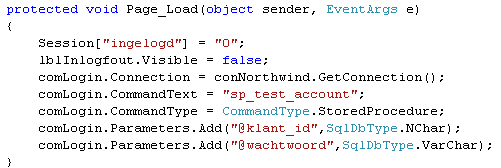 protected void Page_Load(object sender, EventArgs e)
{
    Session["ingelogd"] = "0";
    lblInlogfout.Visible = false;
    comLogin.Connection = conNorthwind.GetConnection();
    comLogin.CommandText = "sp_test_account";
    comLogin.CommandType = CommandType.StoredProcedure;
    comLogin.Parameters.Add("@klant_id",SqlDbType.NChar);
    comLogin.Parameters.Add("@wachtwoord",SqlDbType.VarChar);
}